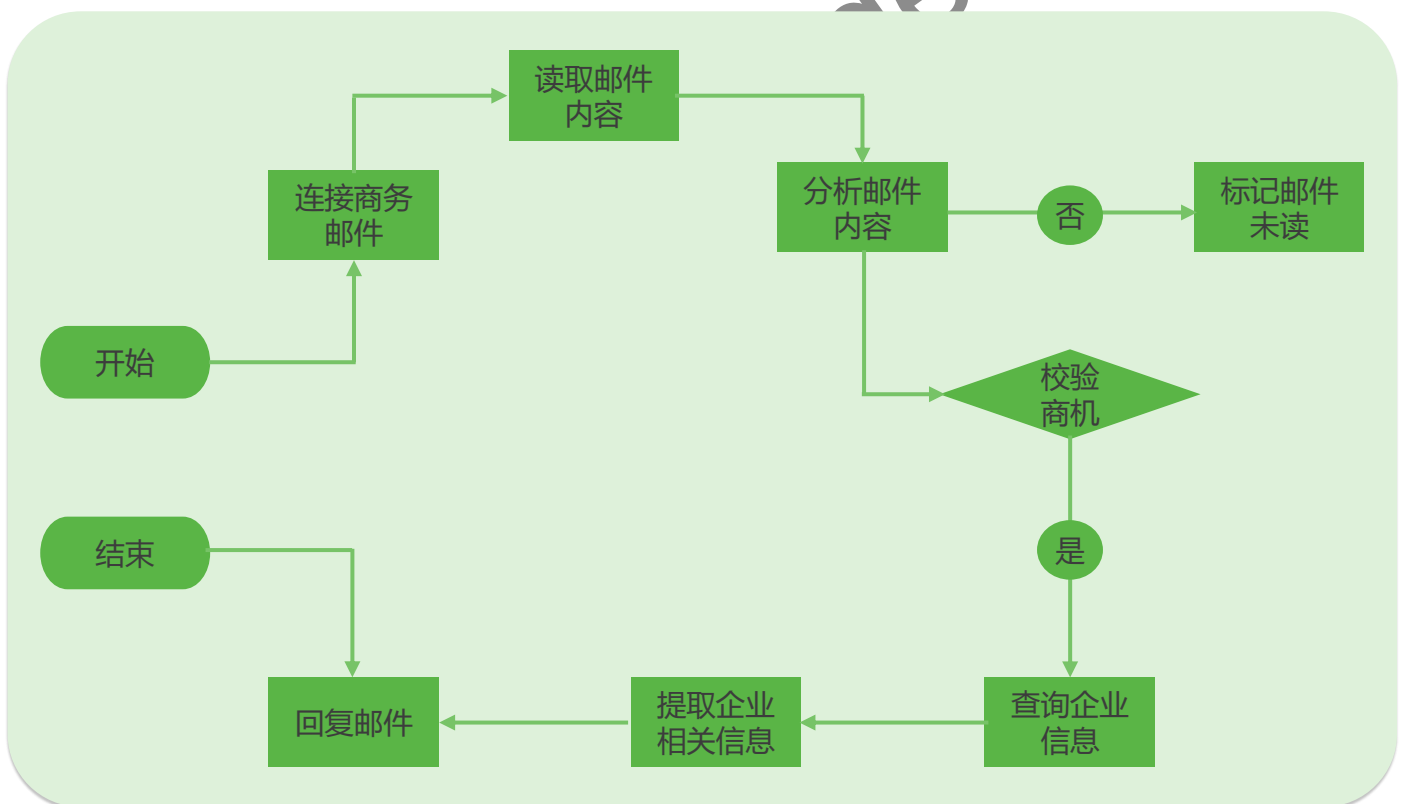 读取邮件
内容
连接商务
邮件
分析邮件
内容
否
标记邮件
未读
开始
校验
商机
结束
是
回复邮件
提取企业
相关信息
查询企业
信息